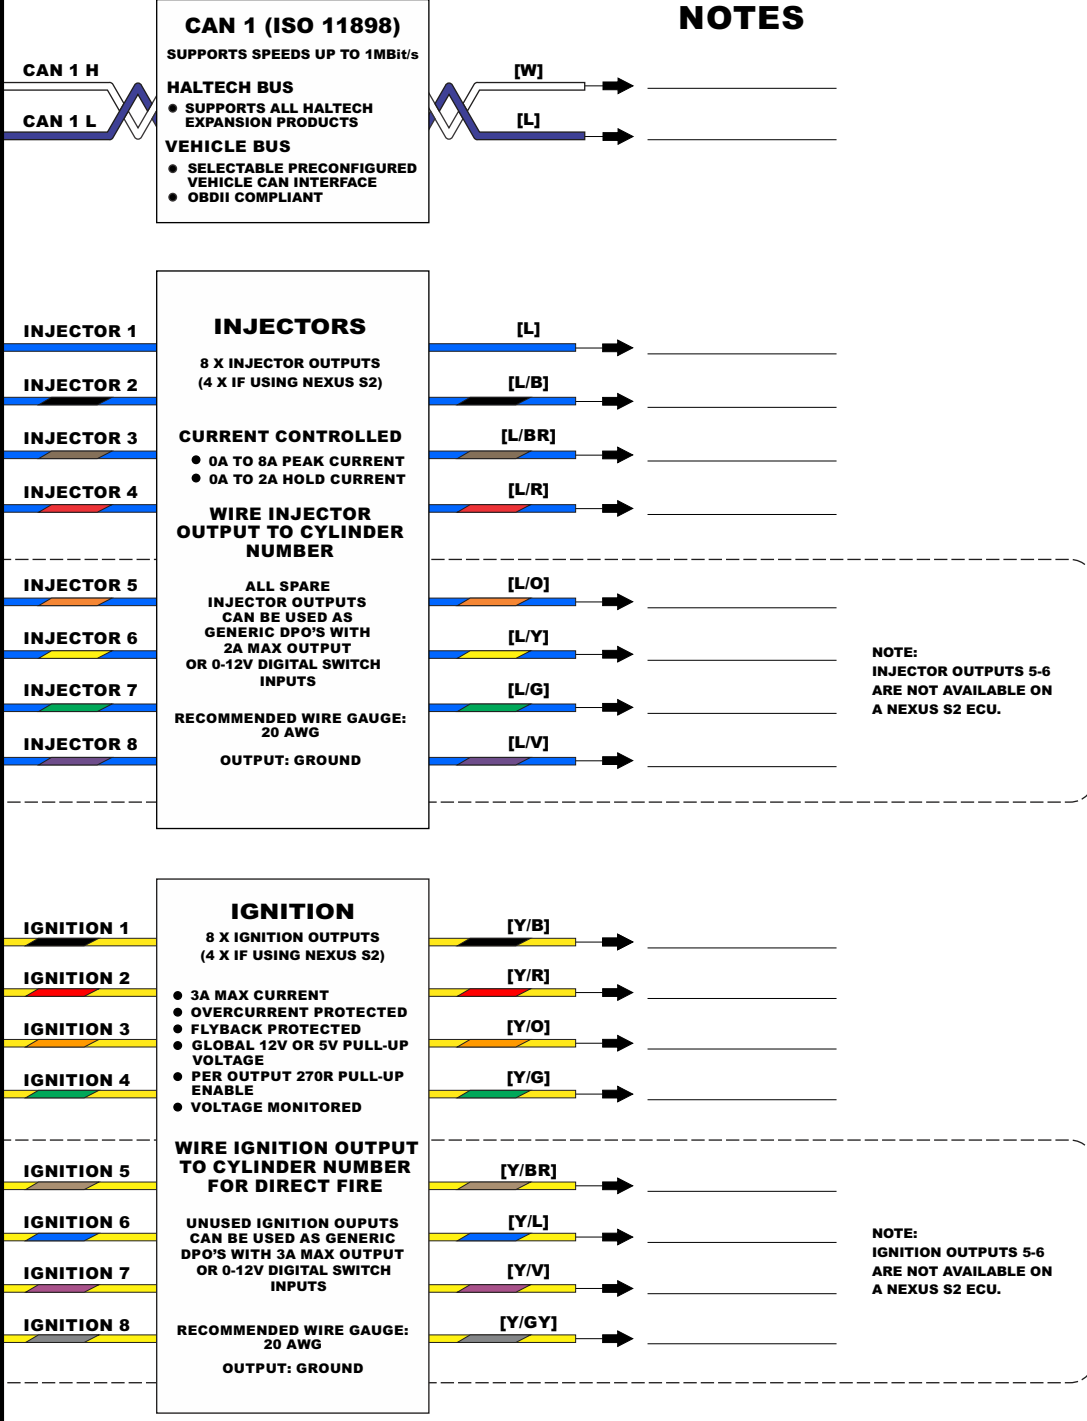 NOTES
CAN 1 (ISO 11898)
SUPPORTS SPEEDS UP TO 1MBit/s
CAN 1 H
[W]
HALTECH BUS
● SUPPORTS ALL HALTECH
EXPANSION PRODUCTS
CAN 1 L
[L]
VEHICLE BUS
● SELECTABLE PRECONFIGURED
VEHICLE CAN INTERFACE
● OBDII COMPLIANT
INJECTORS
8 X INJECTOR OUTPUTS
(4 X IF USING NEXUS S2)
CURRENT CONTROLLED
● 0A TO 8A PEAK CURRENT
● 0A TO 2A HOLD CURRENT
WIRE INJECTOR
OUTPUT TO CYLINDER
NUMBER
ALL SPARE
INJECTOR OUTPUTS
CAN BE USED AS
GENERIC DPO'S WITH
2A MAX OUTPUT
OR 0-12V DIGITAL SWITCH
INPUTS
RECOMMENDED WIRE GAUGE:
20 AWG
OUTPUT: GROUND
INJECTOR 1
[L]
INJECTOR 2
[L/B]
INJECTOR 3
[L/BR]
INJECTOR 4
[L/R]
INJECTOR 5
[L/O]
INJECTOR 6
[L/Y]
INJECTOR 7
[L/G]
INJECTOR 8
[L/V]
NOTE:
INJECTOR OUTPUTS 5-6
ARE NOT AVAILABLE ON
A NEXUS S2 ECU.
IGNITION
8 X IGNITION OUTPUTS
(4 X IF USING NEXUS S2)
● 3A MAX CURRENT
● OVERCURRENT PROTECTED
● FLYBACK PROTECTED
● GLOBAL 12V OR 5V PULL-UP
VOLTAGE
● PER OUTPUT 270R PULL-UP
ENABLE
● VOLTAGE MONITORED
WIRE IGNITION OUTPUT
TO CYLINDER NUMBER
FOR DIRECT FIRE
UNUSED IGNITION OUPUTS
CAN BE USED AS GENERIC
DPO'S WITH 3A MAX OUTPUT
OR 0-12V DIGITAL SWITCH
INPUTS
RECOMMENDED WIRE GAUGE:
20 AWG
OUTPUT: GROUND
IGNITION 1
[Y/B]
IGNITION 2
[Y/R]
IGNITION 3
[Y/O]
IGNITION 4
[Y/G]
IGNITION 5
[Y/BR]
IGNITION 6
[Y/L]
IGNITION 7
[Y/V]
IGNITION 8
[Y/GY]
NOTE:
IGNITION OUTPUTS 5-6
ARE NOT AVAILABLE ON
A NEXUS S2 ECU.